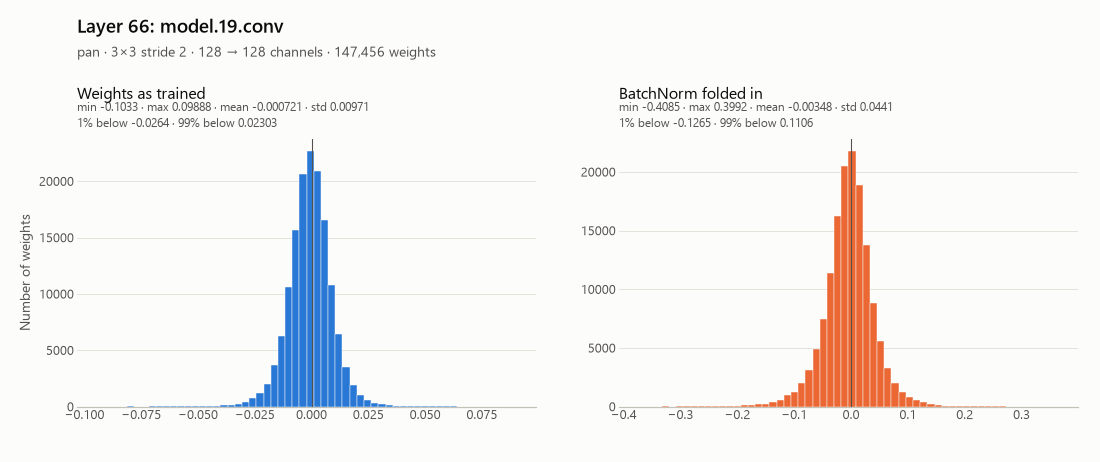 Layer 66: model.19.conv
pan · 3×3 stride 2 · 128 → 128 channels · 147,456 weights
Weights as trained
min -0.1033 · max 0.09888 · mean -0.000721 · std 0.00971
1% below -0.0264 · 99% below 0.02303
Number of weights
20000
15000
10000
5000
0
−0.100 −0.075 −0.050 −0.025 0.000 0.025 0.050 0.075
BatchNorm folded in
min -0.4085 · max 0.3992 · mean -0.00348 · std 0.0441
1% below -0.1265 · 99% below 0.1106
20000
15000
10000
5000
0
−0.4 −0.3 −0.2 −0.1 0.0 0.1 0.2 0.3